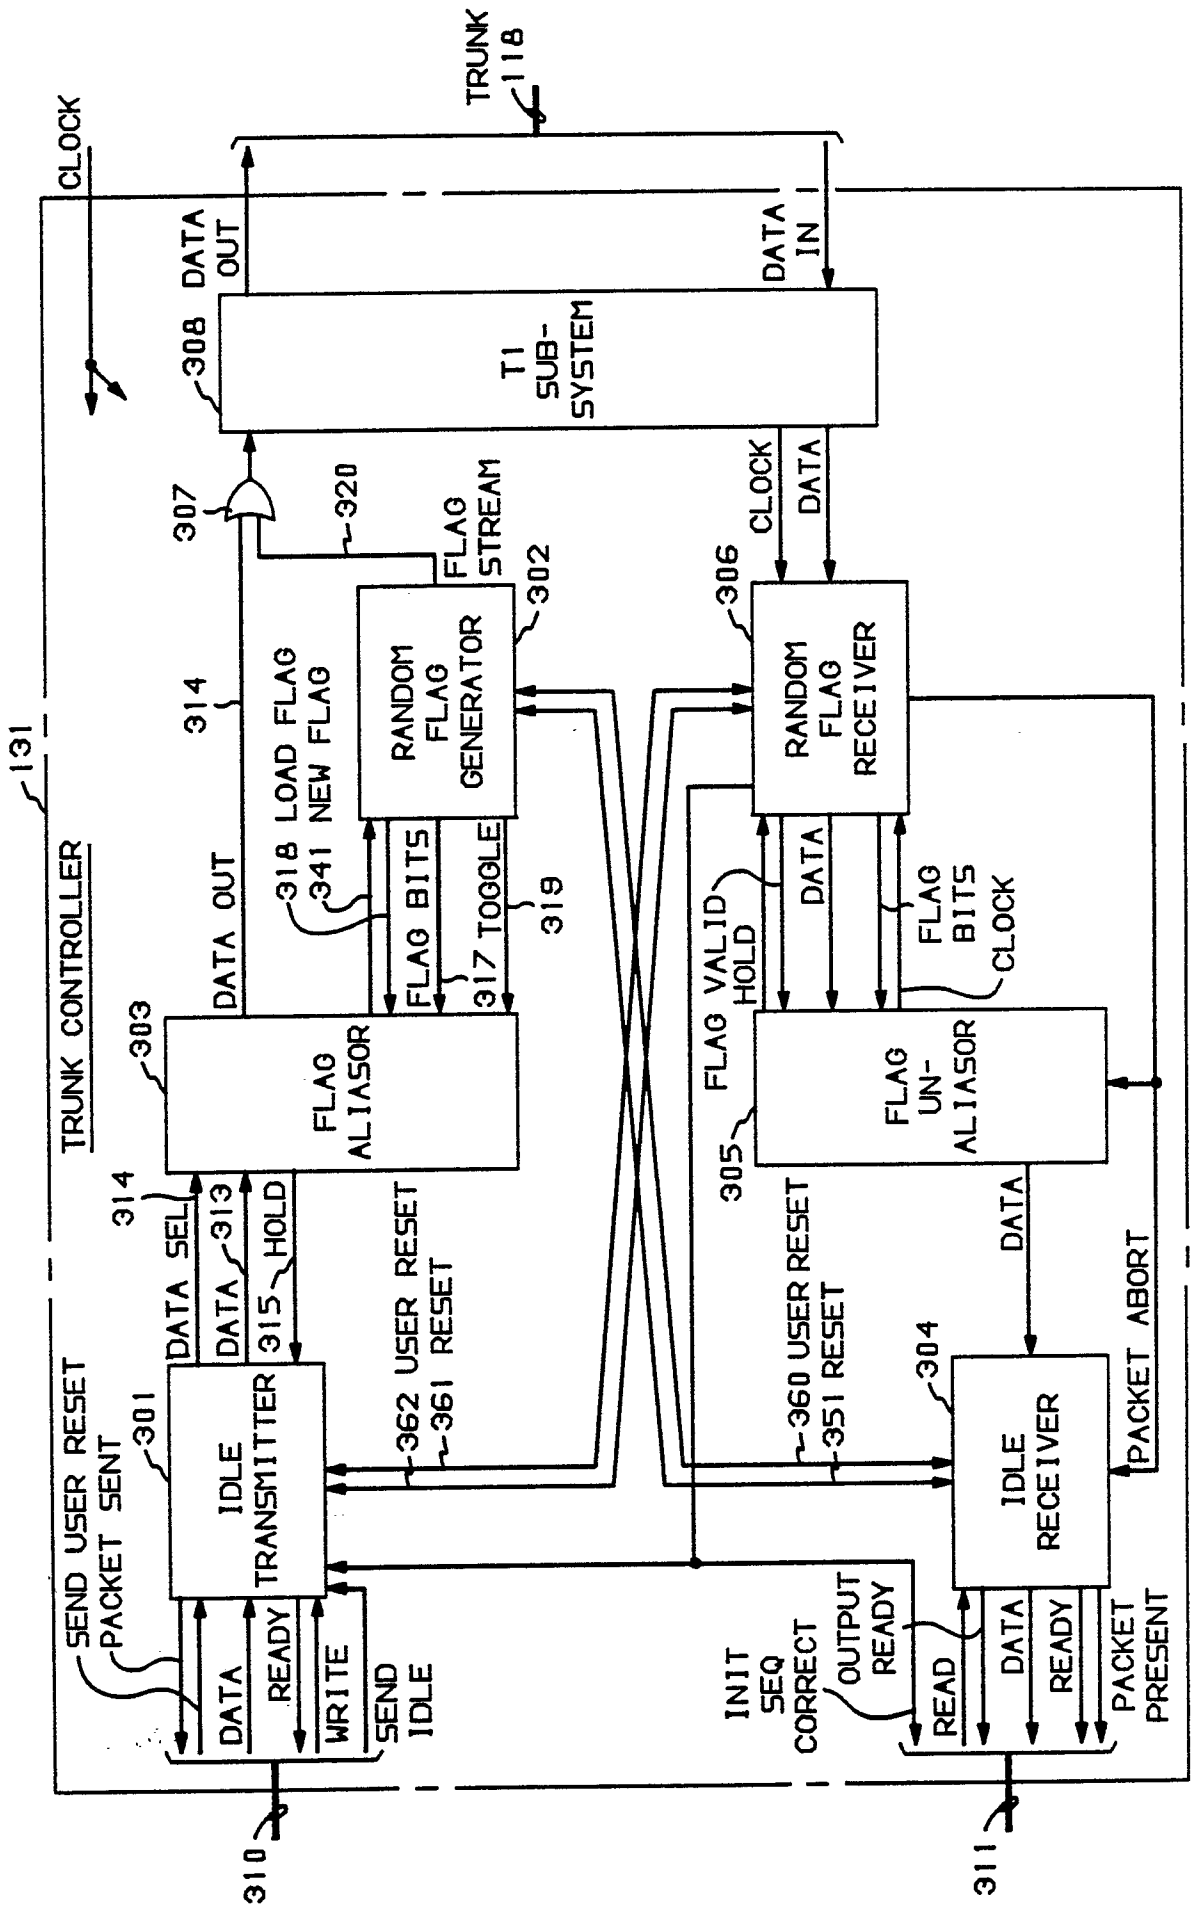 TRUNK CONTROLLER
131
CLOCK
SEND USER RESET
PACKET SENT
301
IDLE
TRANSMITTER
DATA
READY
WRITE
SEND
IDLE
310
DATA SEL
314
DATA
313
315
HOLD
303
FLAG
ALIASOR
DATA OUT
314
318 LOAD FLAG
341 NEW FLAG
FLAG BITS
317 TOGGLE
319
RANDOM
FLAG
GENERATOR
302
FLAG
STREAM
320
307
308
DATA
OUT
T1
SUB-
SYSTEM
TRUNK
118
DATA
IN
362 USER RESET
361 RESET
360 USER RESET
351 RESET
CLOCK
DATA
306
RANDOM
FLAG
RECEIVER
FLAG VALID
HOLD
DATA
FLAG
BITS
CLOCK
305
FLAG
UN-
ALIASOR
DATA
304
IDLE
RECEIVER
PACKET ABORT
INIT
SEQ
CORRECT
OUTPUT
READY
READ
DATA
READY
PACKET
PRESENT
311